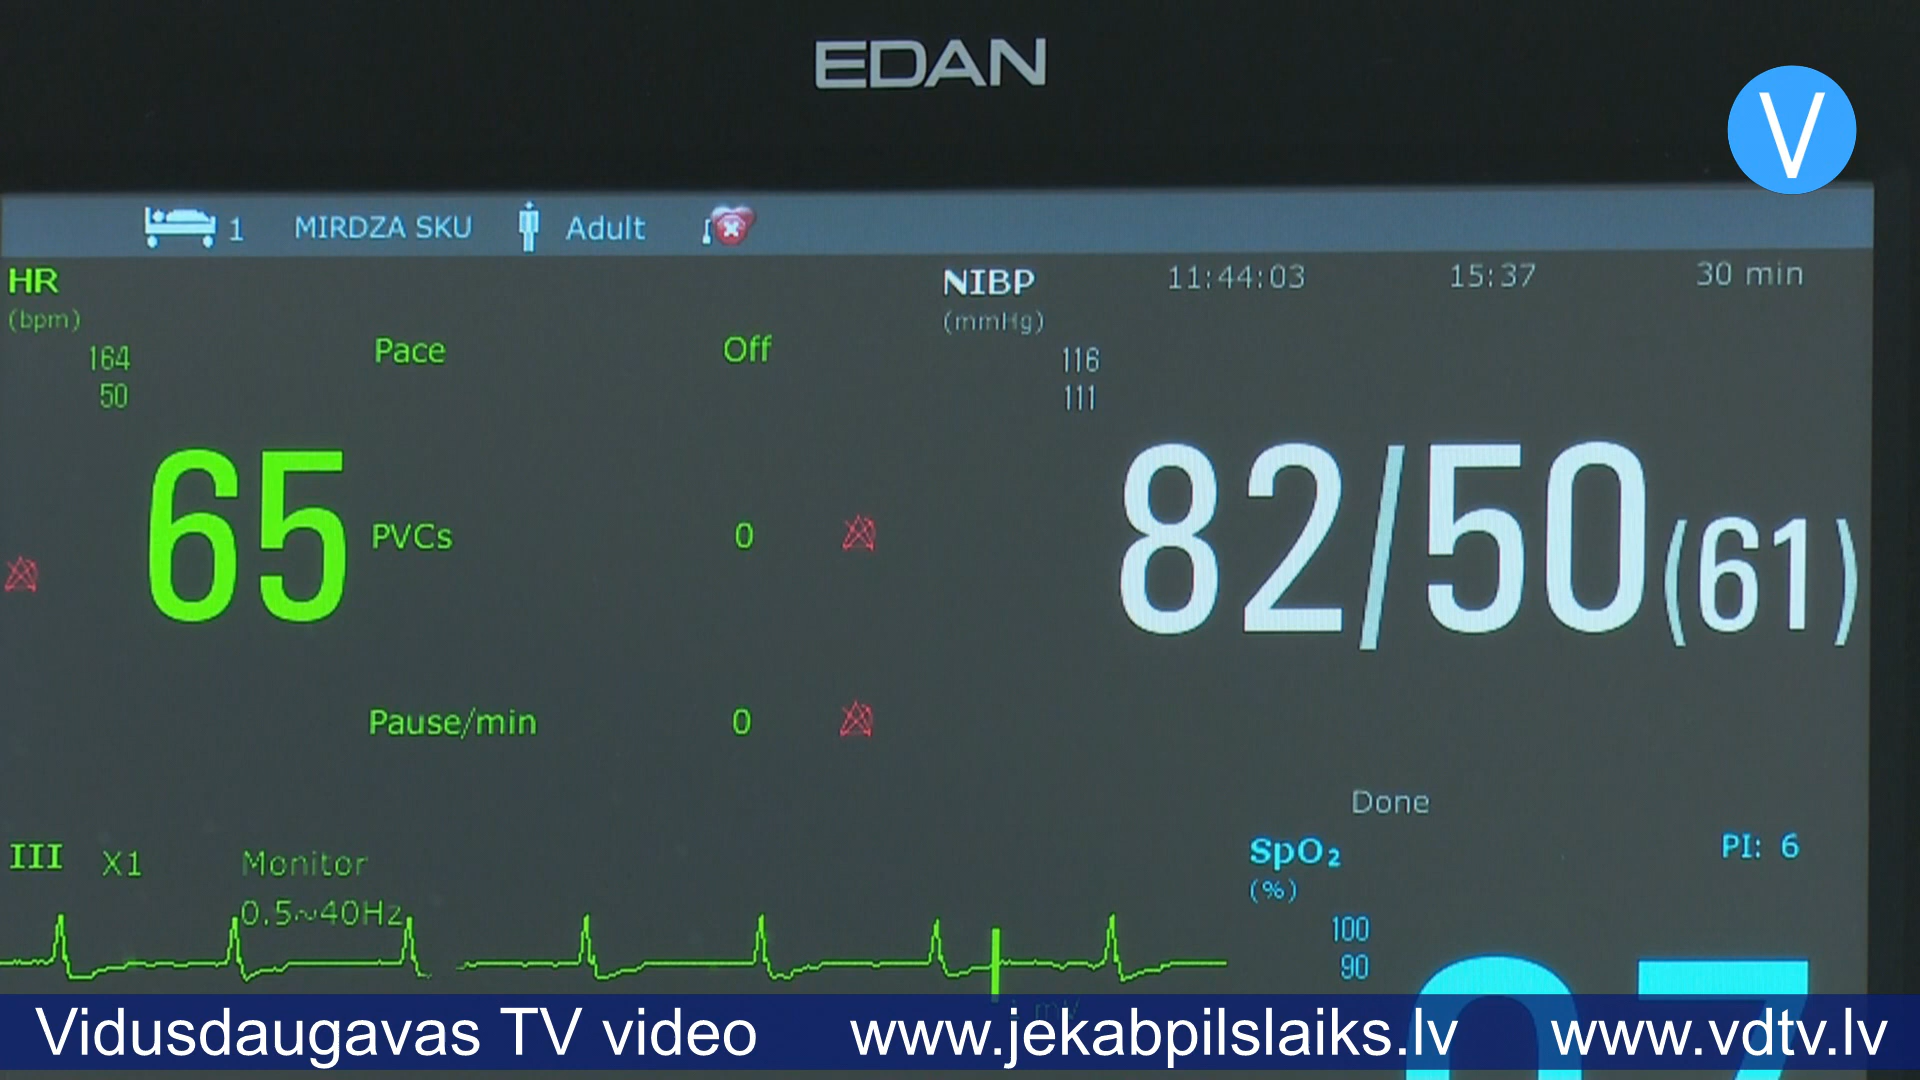 EDAN
V
1 MIRDZA SKU Adult
HR
(bpm)
164
50
65
Pace Off
PVCs 0
Pause/min 0
NIBP 11:44:03 15:37 30 min
(mmHg)
116
111
82/50(61)
Done
III X1 Monitor
0.5~40Hz
SpO₂ PI: 6
(%)
100
90
Vidusdaugavas TV video www.jekabpilslaiks.lv www.vdtv.lv